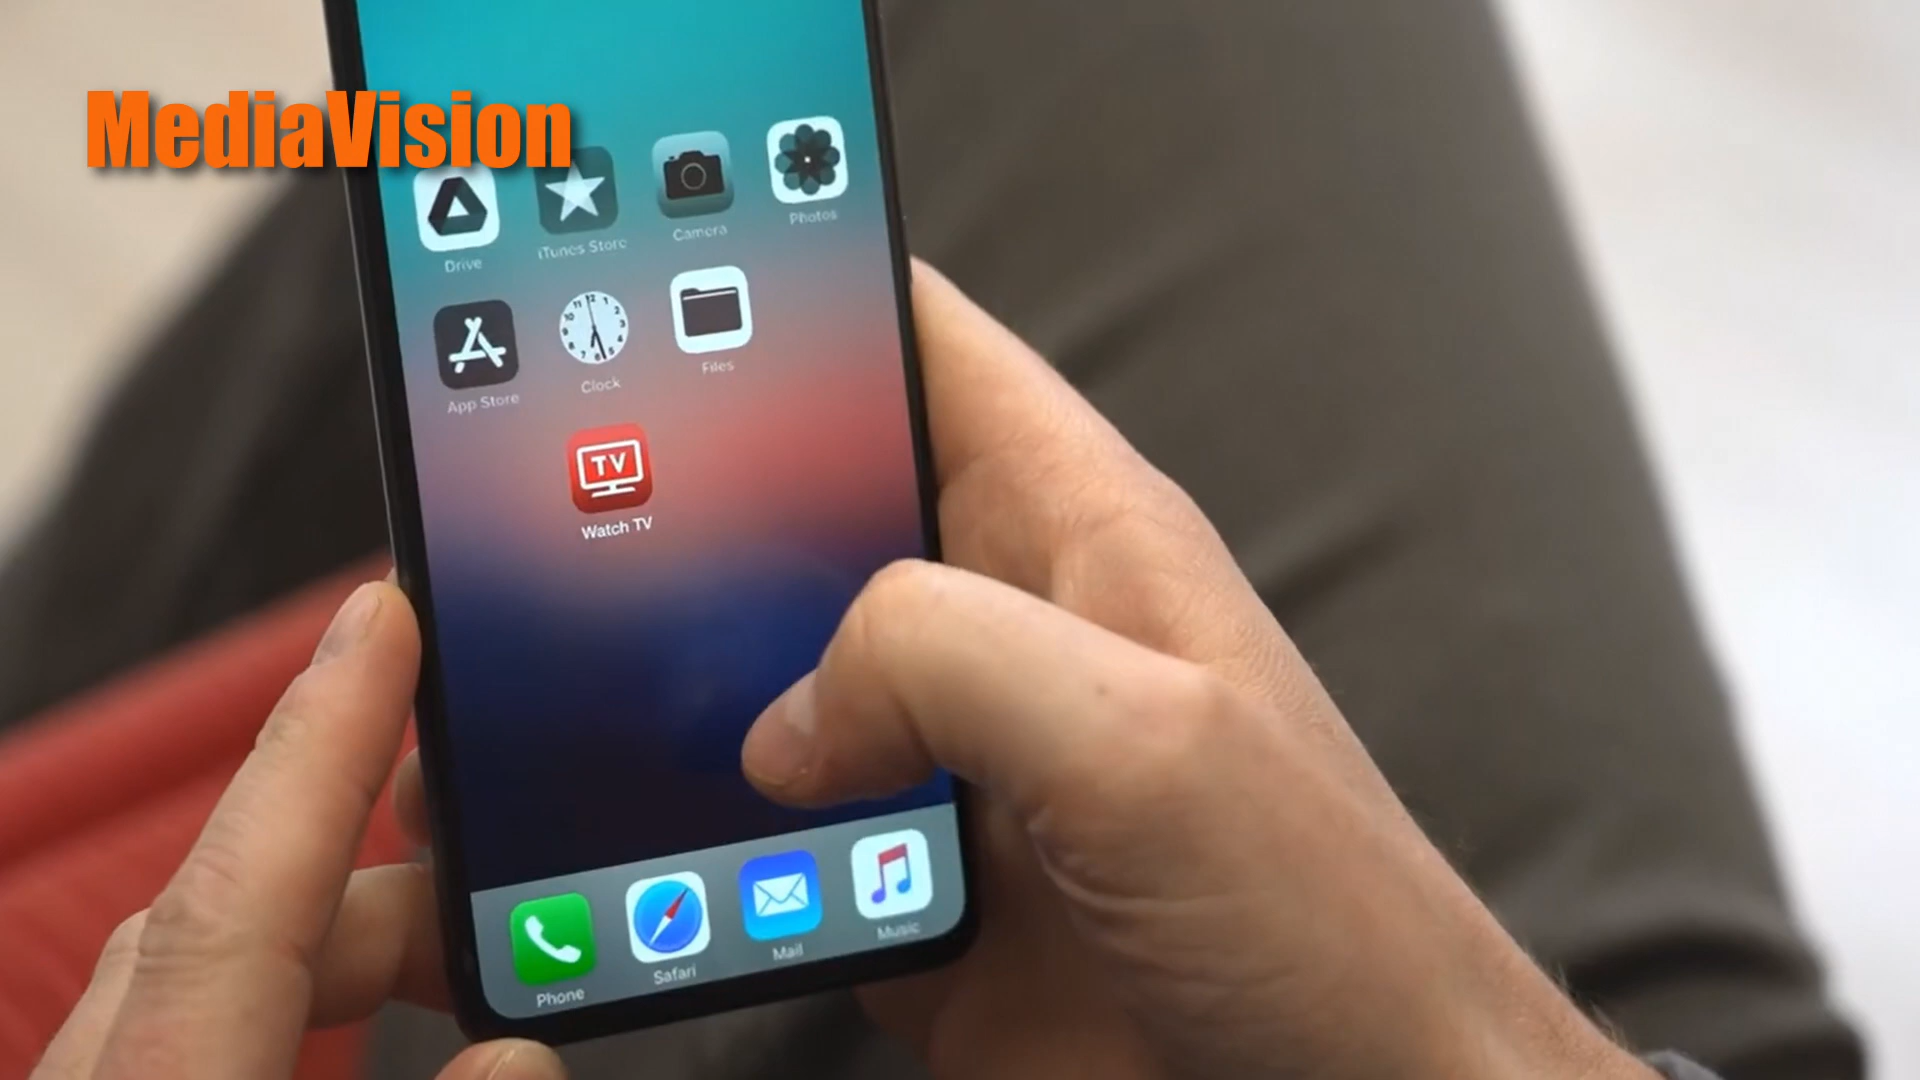 MediaVision
Drive
iTunes Store
Camera
Photos
App Store
Clock
Files
TV
Watch TV
Phone
Safari
Mail
Music